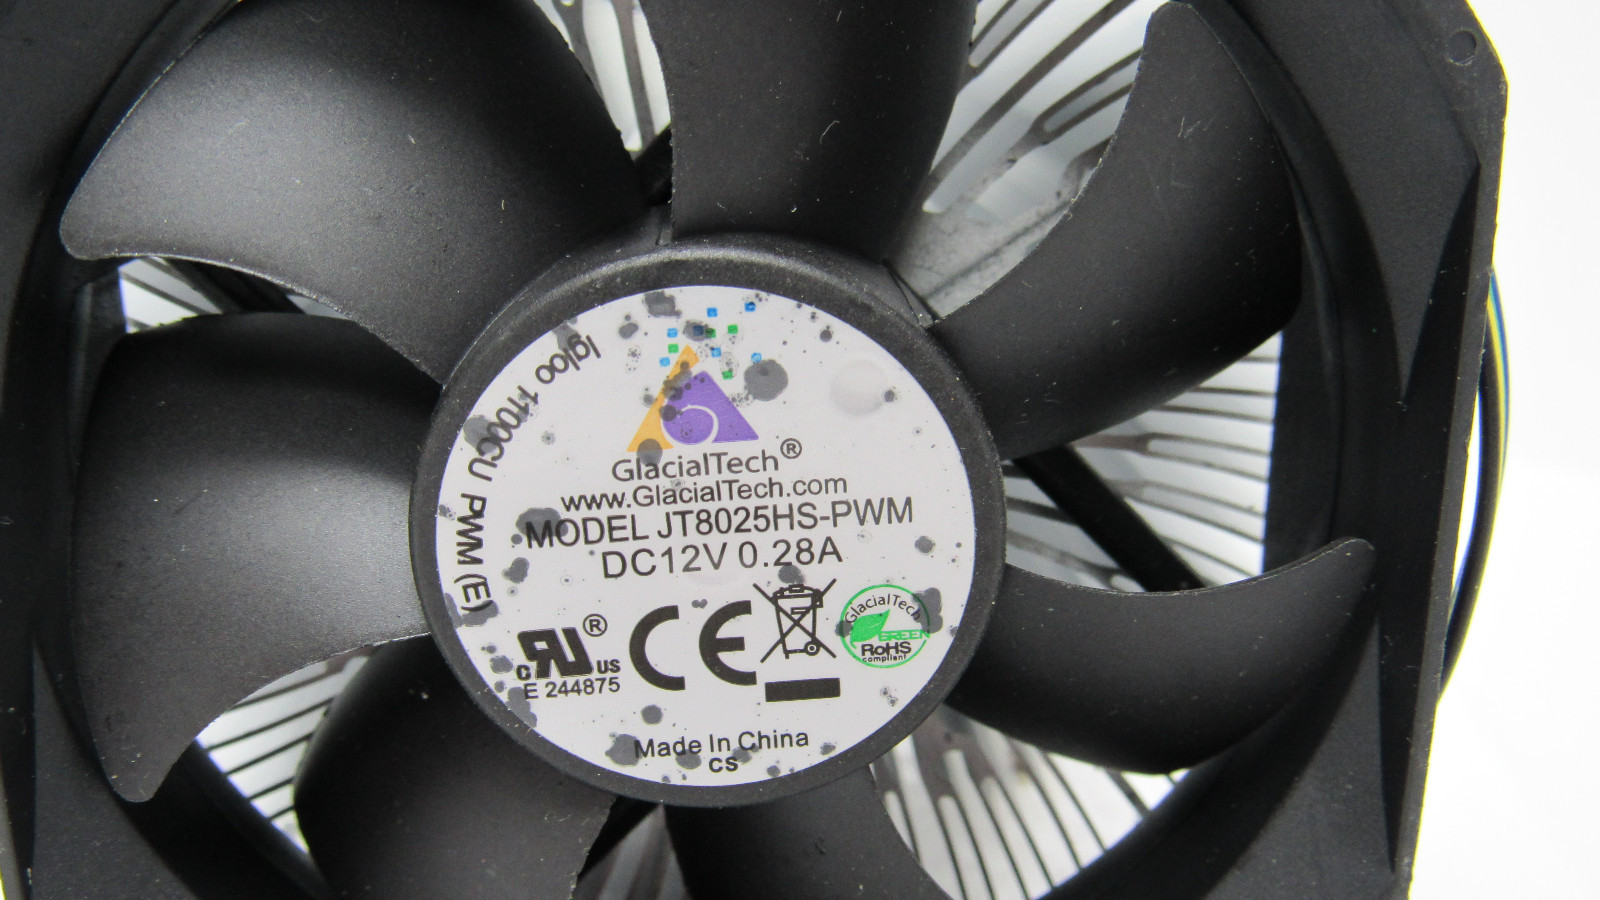 Igloo 1100CU PWM (E)
GlacialTech®
www.GlacialTech.com
MODEL JT8025HS-PWM
DC12V 0.28A
c RU ® US
E 244875
CE
GlacialTech
GREEN
RoHS
compliant
Made In China
CS